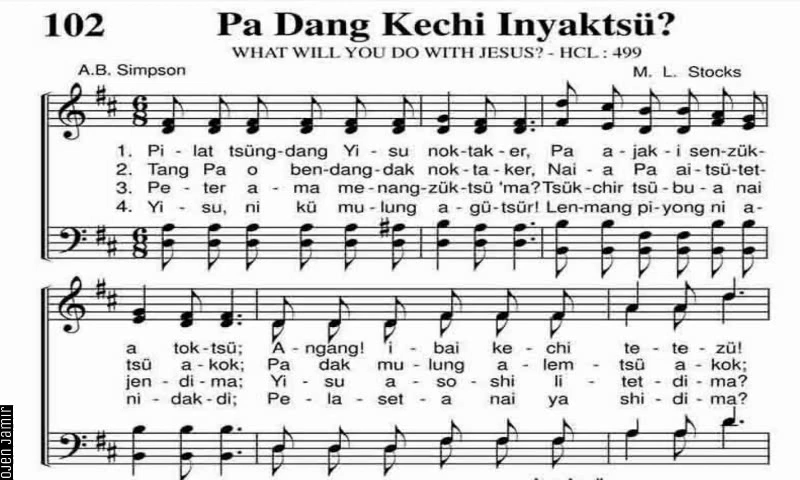 102 Pa Dang Kechi Inyaktsü?
WHAT WILL YOU DO WITH JESUS? - HCL : 499
A.B. Simpson M. L. Stocks
1. Pi-lat tsüng-dang Yi-su nok-tak-er, Pa a-jak-i sen-zük-
2. Tang Pa o ben-dang-dak nok-ta-ker, Nai-a Pa ai-tsü-tet-
3. Pe-ter a-ma me-nang-zük-tsü 'ma? Tsük-chir tsü-bu-a nai
4. Yi-su, ni kü mu-lung a-gü-tsür! Len-mang pi-yong ni a-
a tok-tsü; A-ngang! i-bai ke-chi te-te-zü!
tsü a-kok; Pa dak mu-lung a-lem-tsü a-kok;
jen-di-ma; Yi-su a-so-shi li-tet-di-ma?
ni-dak-di; Pe-la-set-a nai ya shi-di-ma?
OJEN JAMIR